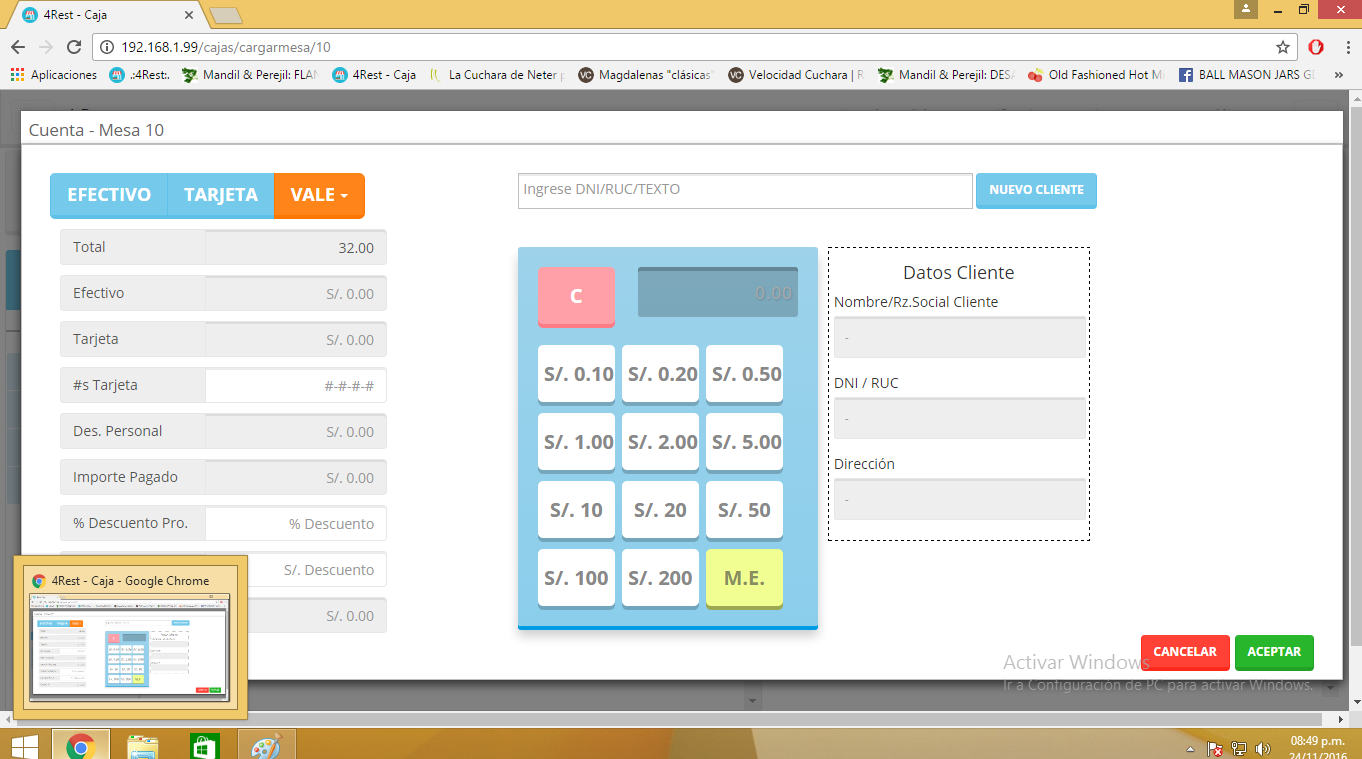 4Rest - Caja
192.168.1.99/cajas/cargarmesa/10
Aplicaciones
.:4Rest:.
Mandil & Perejil: FLAN
4Rest - Caja
La Cuchara de Neter
Magdalenas "clásicas"
Velocidad Cuchara | R
Mandil & Perejil: DES
Old Fashioned Hot M
BALL MASON JARS G
»
Cuenta - Mesa 10
EFECTIVO TARJETA VALE
Ingrese DNI/RUC/TEXTO
NUEVO CLIENTE
Total 32.00
Efectivo S/. 0.00
Tarjeta S/. 0.00
#s Tarjeta #-#-#-#
Des. Personal S/. 0.00
Importe Pagado S/. 0.00
% Descuento Pro. % Descuento
S/. Descuento
S/. 0.00
C 0.00
S/. 0.10 S/. 0.20 S/. 0.50
S/. 1.00 S/. 2.00 S/. 5.00
S/. 10 S/. 20 S/. 50
S/. 100 S/. 200 M.E.
Datos Cliente
Nombre/Rz.Social Cliente
-
DNI / RUC
-
Dirección
-
CANCELAR ACEPTAR
Activar Windows
Ir a Configuración de PC para activar Windows.
4Rest - Caja - Google Chrome
08:49 p.m.
24/11/2016